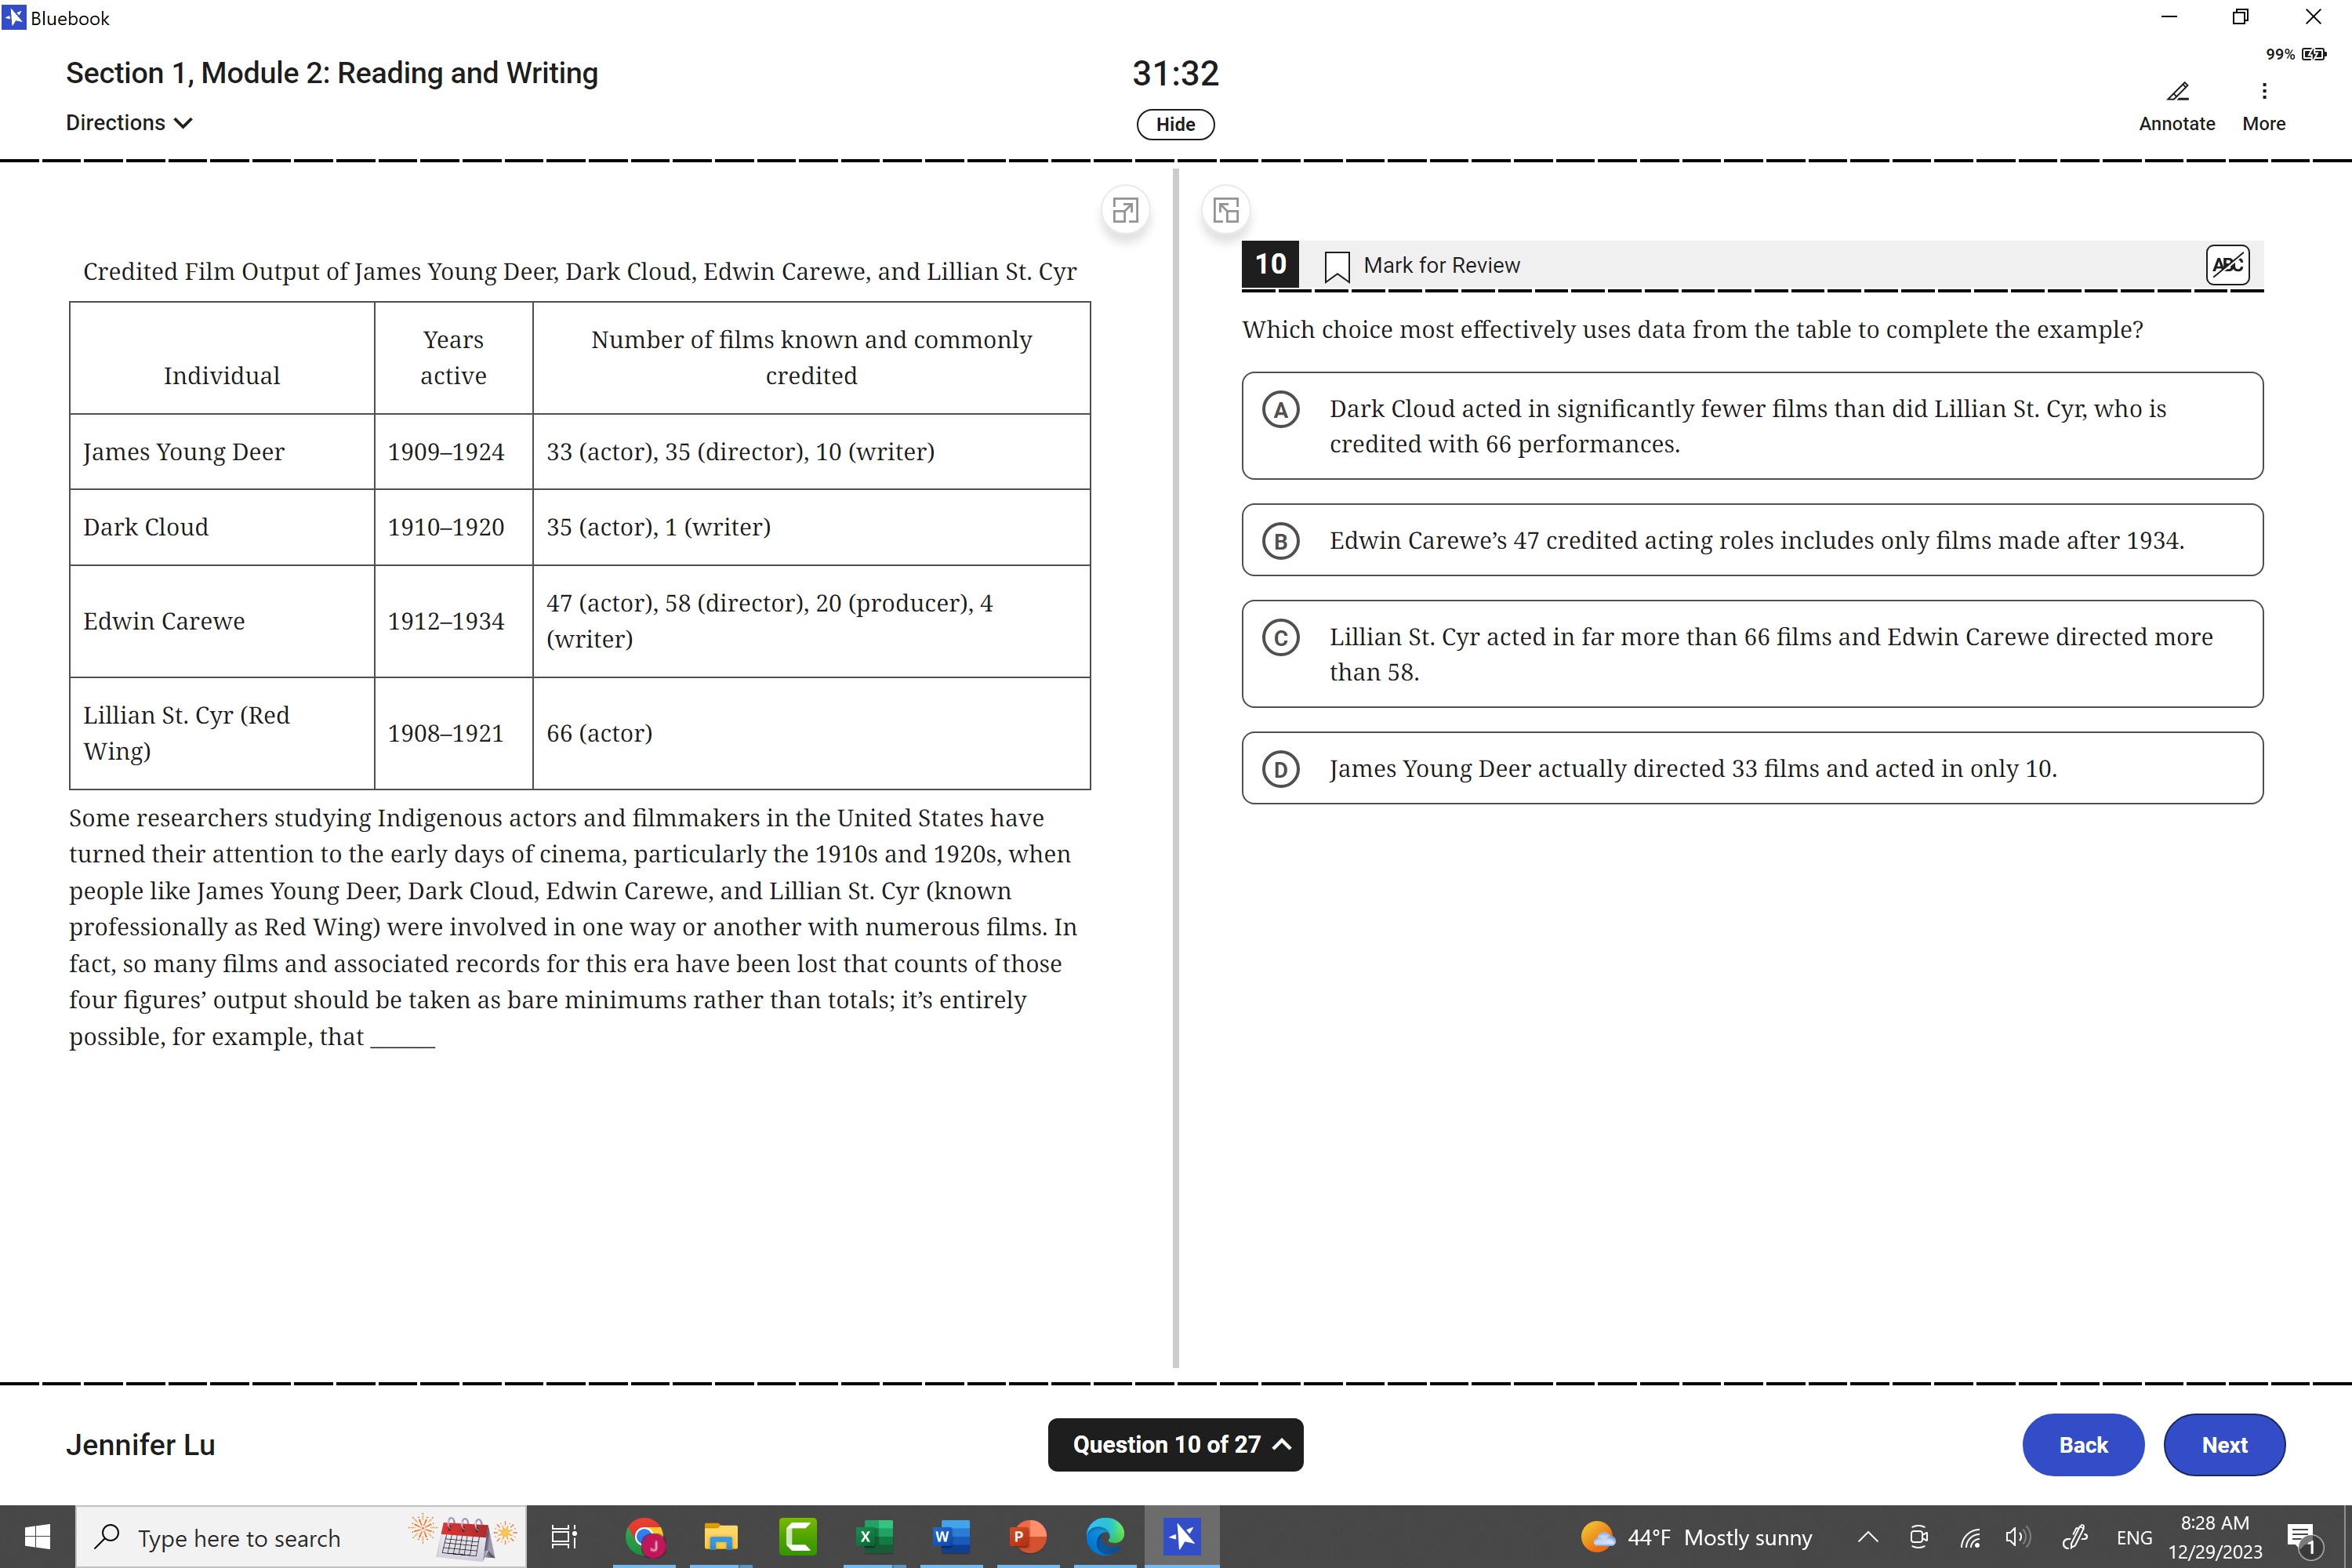 Bluebook
99%
Section 1, Module 2: Reading and Writing
31:32
Directions
Hide
Annotate
More
Credited Film Output of James Young Deer, Dark Cloud, Edwin Carewe, and Lillian St. Cyr
Individual
Years
active
Number of films known and commonly
credited
James Young Deer
1909–1924
33 (actor), 35 (director), 10 (writer)
Dark Cloud
1910–1920
35 (actor), 1 (writer)
Edwin Carewe
1912–1934
47 (actor), 58 (director), 20 (producer), 4
(writer)
Lillian St. Cyr (Red
Wing)
1908–1921
66 (actor)
Some researchers studying Indigenous actors and filmmakers in the United States have
turned their attention to the early days of cinema, particularly the 1910s and 1920s, when
people like James Young Deer, Dark Cloud, Edwin Carewe, and Lillian St. Cyr (known
professionally as Red Wing) were involved in one way or another with numerous films. In
fact, so many films and associated records for this era have been lost that counts of those
four figures’ output should be taken as bare minimums rather than totals; it’s entirely
possible, for example, that ______
10
Mark for Review
ABC
Which choice most effectively uses data from the table to complete the example?
A
Dark Cloud acted in significantly fewer films than did Lillian St. Cyr, who is
credited with 66 performances.
B
Edwin Carewe’s 47 credited acting roles includes only films made after 1934.
C
Lillian St. Cyr acted in far more than 66 films and Edwin Carewe directed more
than 58.
D
James Young Deer actually directed 33 films and acted in only 10.
Jennifer Lu
Question 10 of 27
Back
Next
Type here to search
J
X
W
P
44°F Mostly sunny
ENG
8:28 AM
12/29/2023
1